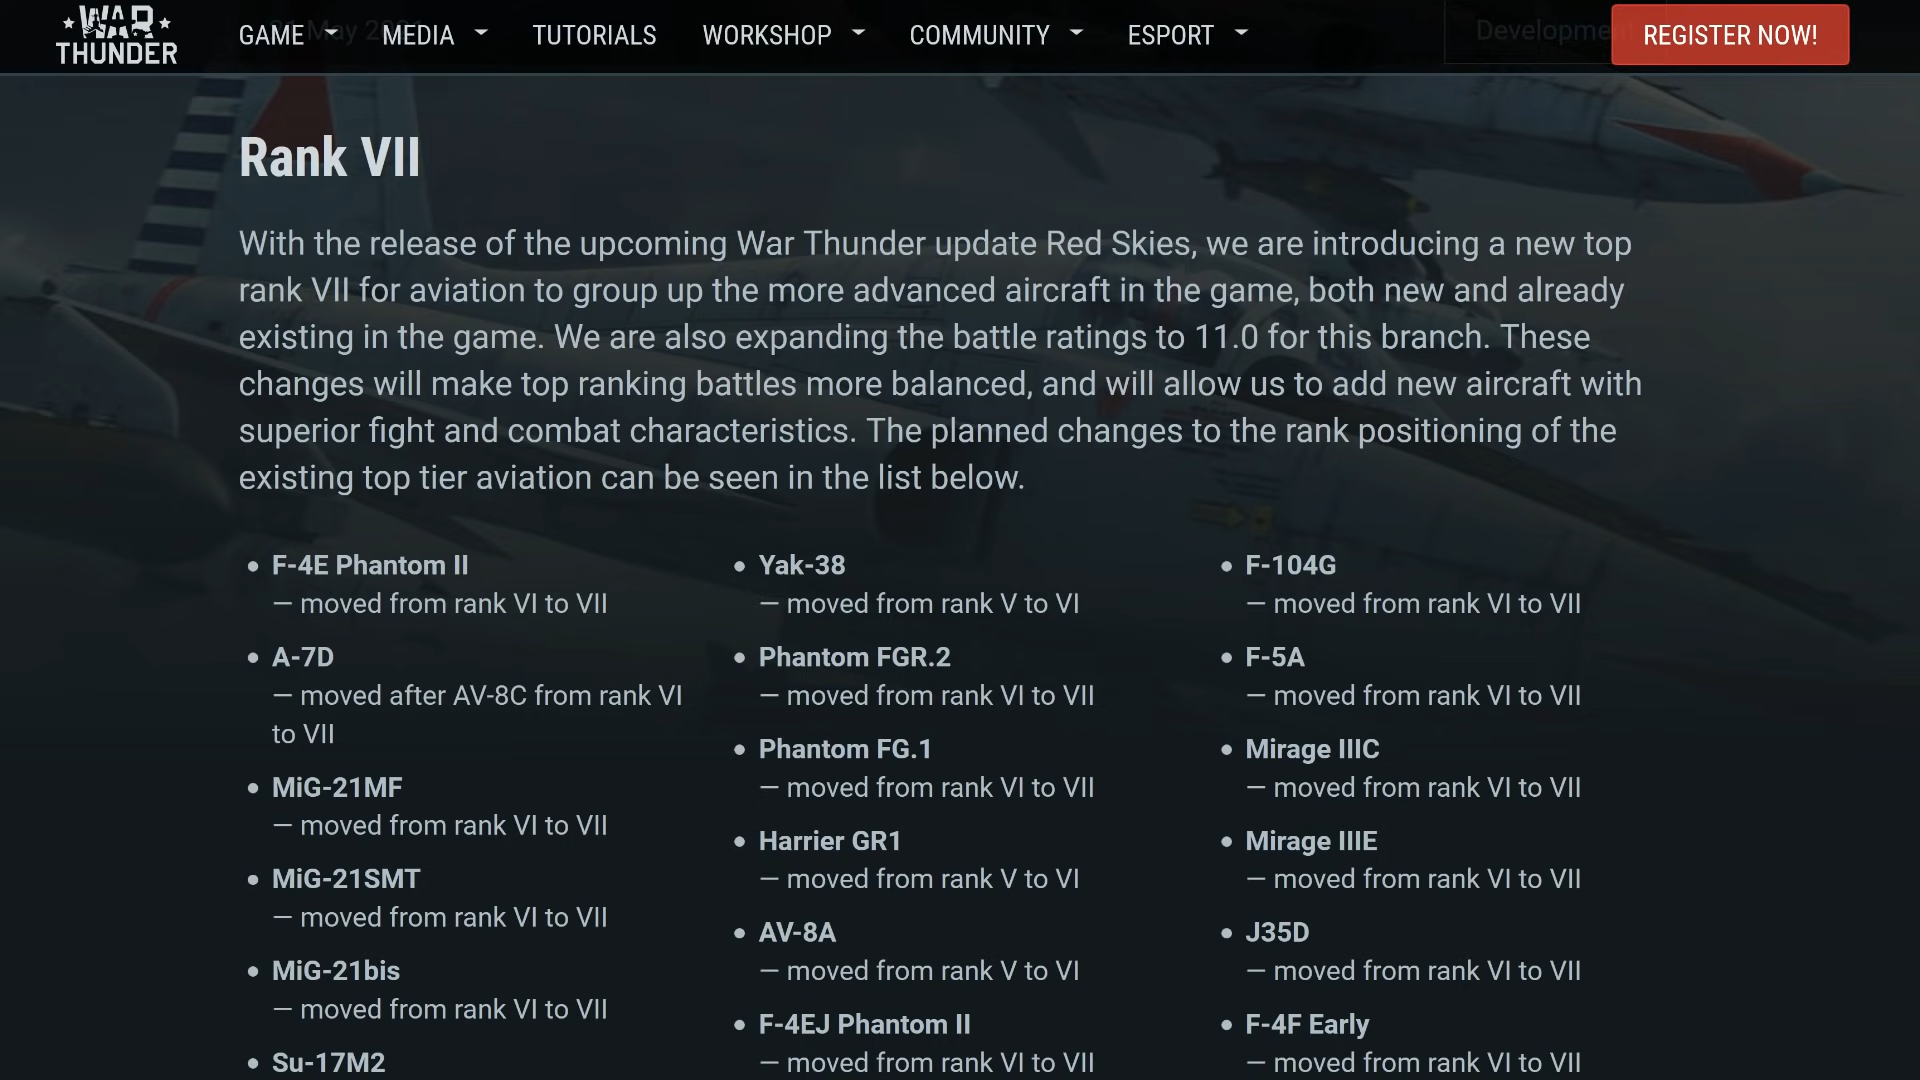 WAR
THUNDER
GAME
MEDIA
TUTORIALS
WORKSHOP
COMMUNITY
ESPORT
REGISTER NOW!
Rank VII
With the release of the upcoming War Thunder update Red Skies, we are introducing a new top
rank VII for aviation to group up the more advanced aircraft in the game, both new and already
existing in the game. We are also expanding the battle ratings to 11.0 for this branch. These
changes will make top ranking battles more balanced, and will allow us to add new aircraft with
superior fight and combat characteristics. The planned changes to the rank positioning of the
existing top tier aviation can be seen in the list below.
• F-4E Phantom II
— moved from rank VI to VII
• A-7D
— moved after AV-8C from rank VI
to VII
• MiG-21MF
— moved from rank VI to VII
• MiG-21SMT
— moved from rank VI to VII
• MiG-21bis
— moved from rank VI to VII
• Su-17M2
• Yak-38
— moved from rank V to VI
• Phantom FGR.2
— moved from rank VI to VII
• Phantom FG.1
— moved from rank VI to VII
• Harrier GR1
— moved from rank V to VI
• AV-8A
— moved from rank V to VI
• F-4EJ Phantom II
— moved from rank VI to VII
• F-104G
— moved from rank VI to VII
• F-5A
— moved from rank VI to VII
• Mirage IIIC
— moved from rank VI to VII
• Mirage IIIE
— moved from rank VI to VII
• J35D
— moved from rank VI to VII
• F-4F Early
— moved from rank VI to VII